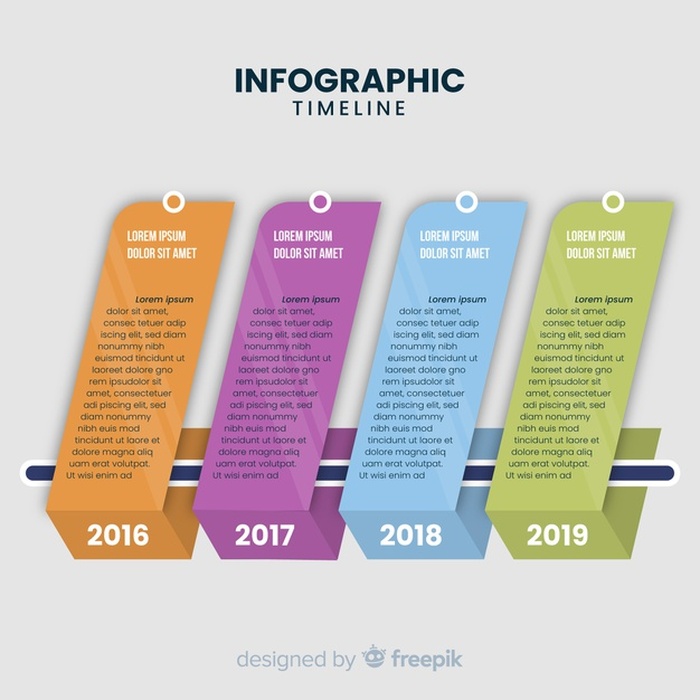 INFOGRAPHIC
TIMELINE
LOREM IPSUM
DOLOR SIT AMET
Lorem ipsum
dolor sit amet,
consec tetuer adip
iscing elit, sed diam
nonummy nibh
euismod tincidunt ut
laoreet dolore gno
rem ipsudolor sit
amet, consectetuer
adi piscing elit, sed
diam nonummy
nibh euis mod
tincidunt ut laore et
dolore magna aliq
uam erat volutpat.
Ut wisi enim ad
2016
LOREM IPSUM
DOLOR SIT AMET
Lorem ipsum
dolor sit amet,
consec tetuer adip
iscing elit, sed diam
nonummy nibh
euismod tincidunt ut
laoreet dolore gno
rem ipsudolor sit
amet, consectetuer
adi piscing elit, sed
diam nonummy
nibh euis mod
tincidunt ut laore et
dolore magna aliq
uam erat volutpat.
Ut wisi enim ad
2017
LOREM IPSUM
DOLOR SIT AMET
Lorem ipsum
dolor sit amet,
consec tetuer adip
iscing elit, sed diam
nonummy nibh
euismod tincidunt ut
laoreet dolore gno
rem ipsudolor sit
amet, consectetuer
adi piscing elit, sed
diam nonummy
nibh euis mod
tincidunt ut laore et
dolore magna aliq
uam erat volutpat.
Ut wisi enim ad
2018
LOREM IPSUM
DOLOR SIT AMET
Lorem ipsum
dolor sit amet,
consec tetuer adip
iscing elit, sed diam
nonummy nibh
euismod tincidunt ut
laoreet dolore gno
rem ipsudolor sit
amet, consectetuer
adi piscing elit, sed
diam nonummy
nibh euis mod
tincidunt ut laore et
dolore magna aliq
uam erat volutpat.
Ut wisi enim ad
2019
designed by freepik